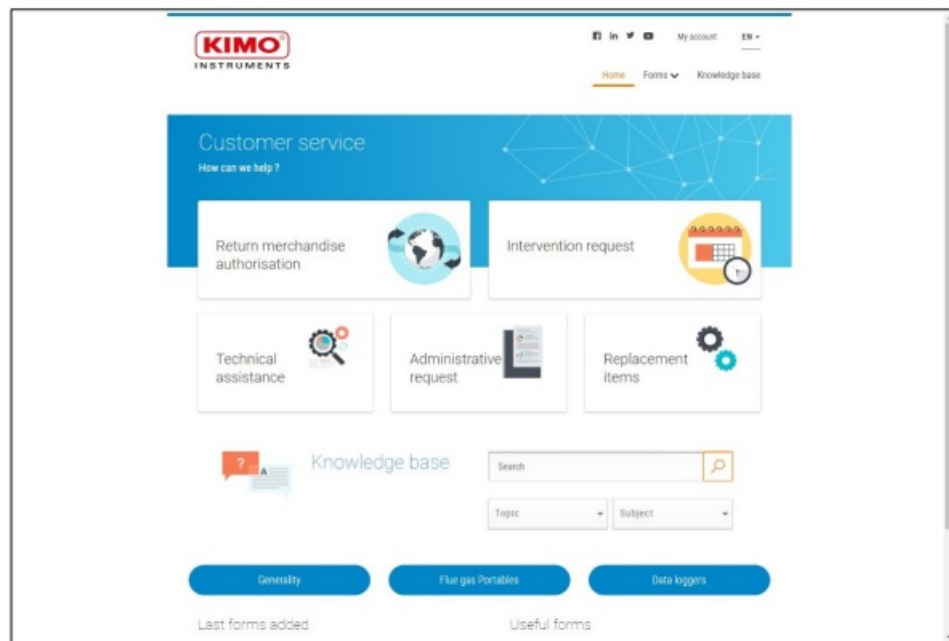 KIMO
INSTRUMENTS
My account
EN
Home
Forms
Knowledge base
Customer service
How can we help ?
Return merchandise
authorisation
Intervention request
Technical
assistance
Administrative
request
Replacement
items
?
A
Knowledge base
Search
Topic
Subject
Generality
Flue gas Portables
Data loggers
Last forms added
Useful forms